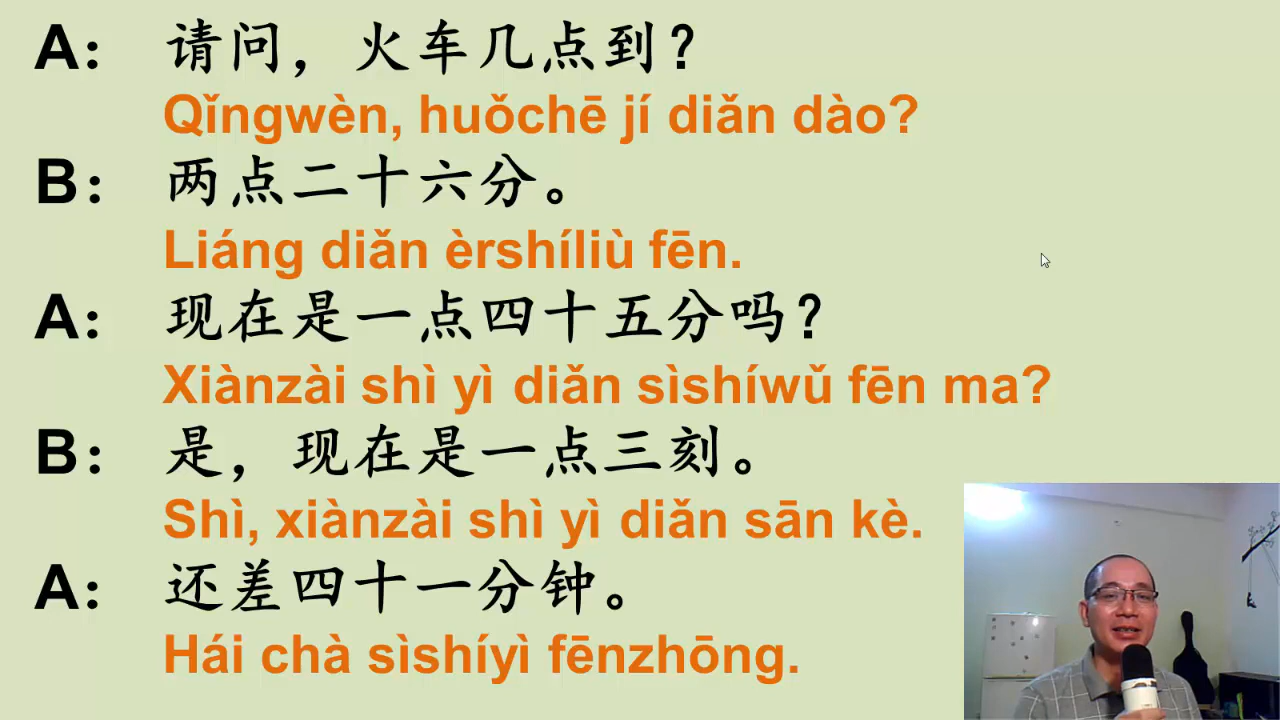 A： 请问，火车几点到？
Qǐngwèn, huǒchē jí diǎn dào?
B： 两点二十六分。
Liáng diǎn èrshíliù fēn.
A： 现在是一点四十五分吗？
Xiànzài shì yì diǎn sìshíwǔ fēn ma?
B： 是，现在是一点三刻。
Shì, xiànzài shì yì diǎn sān kè.
A： 还差四十一分钟。
Hái chà sìshíyì fēnzhōng.